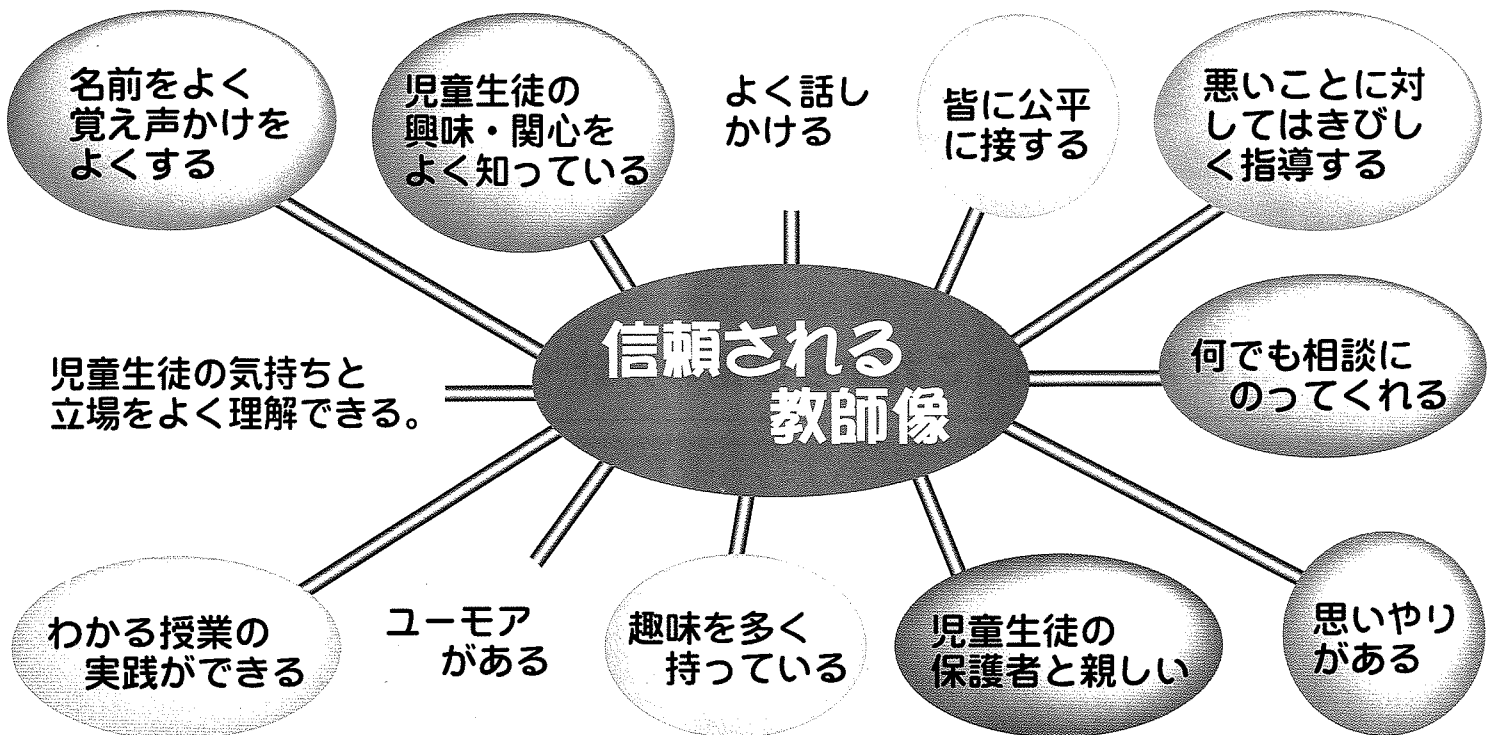 名前をよく
覚え声かけを
よくする
児童生徒の
興味・関心を
よく知っている
よく話し
かける
皆に公平
に接する
悪いことに対
してはきびし
く指導する
信頼される
教師像
児童生徒の気持ちと
立場をよく理解できる。
何でも相談に
のってくれる
わかる授業の
実践ができる
ユーモア
がある
趣味を多く
持っている
児童生徒の
保護者と親しい
思いやり
がある